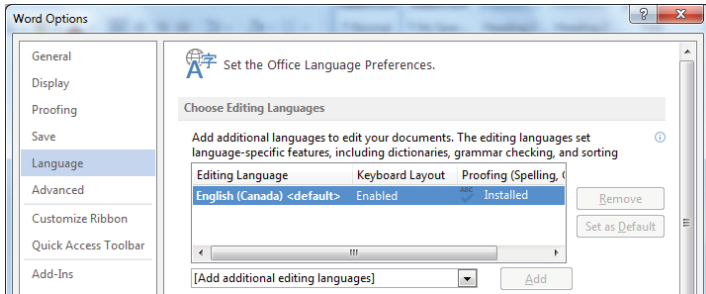 Word Options
General
Display
Proofing
Save
Language
Advanced
Customize Ribbon
Quick Access Toolbar
Add-Ins
Set the Office Language Preferences.
Choose Editing Languages
Add additional languages to edit your documents. The editing languages set
language-specific features, including dictionaries, grammar checking, and sorting
Editing Language Keyboard Layout Proofing (Spelling,
English (Canada) <default> Enabled ABC Installed
Remove
Set as Default
[Add additional editing languages] Add